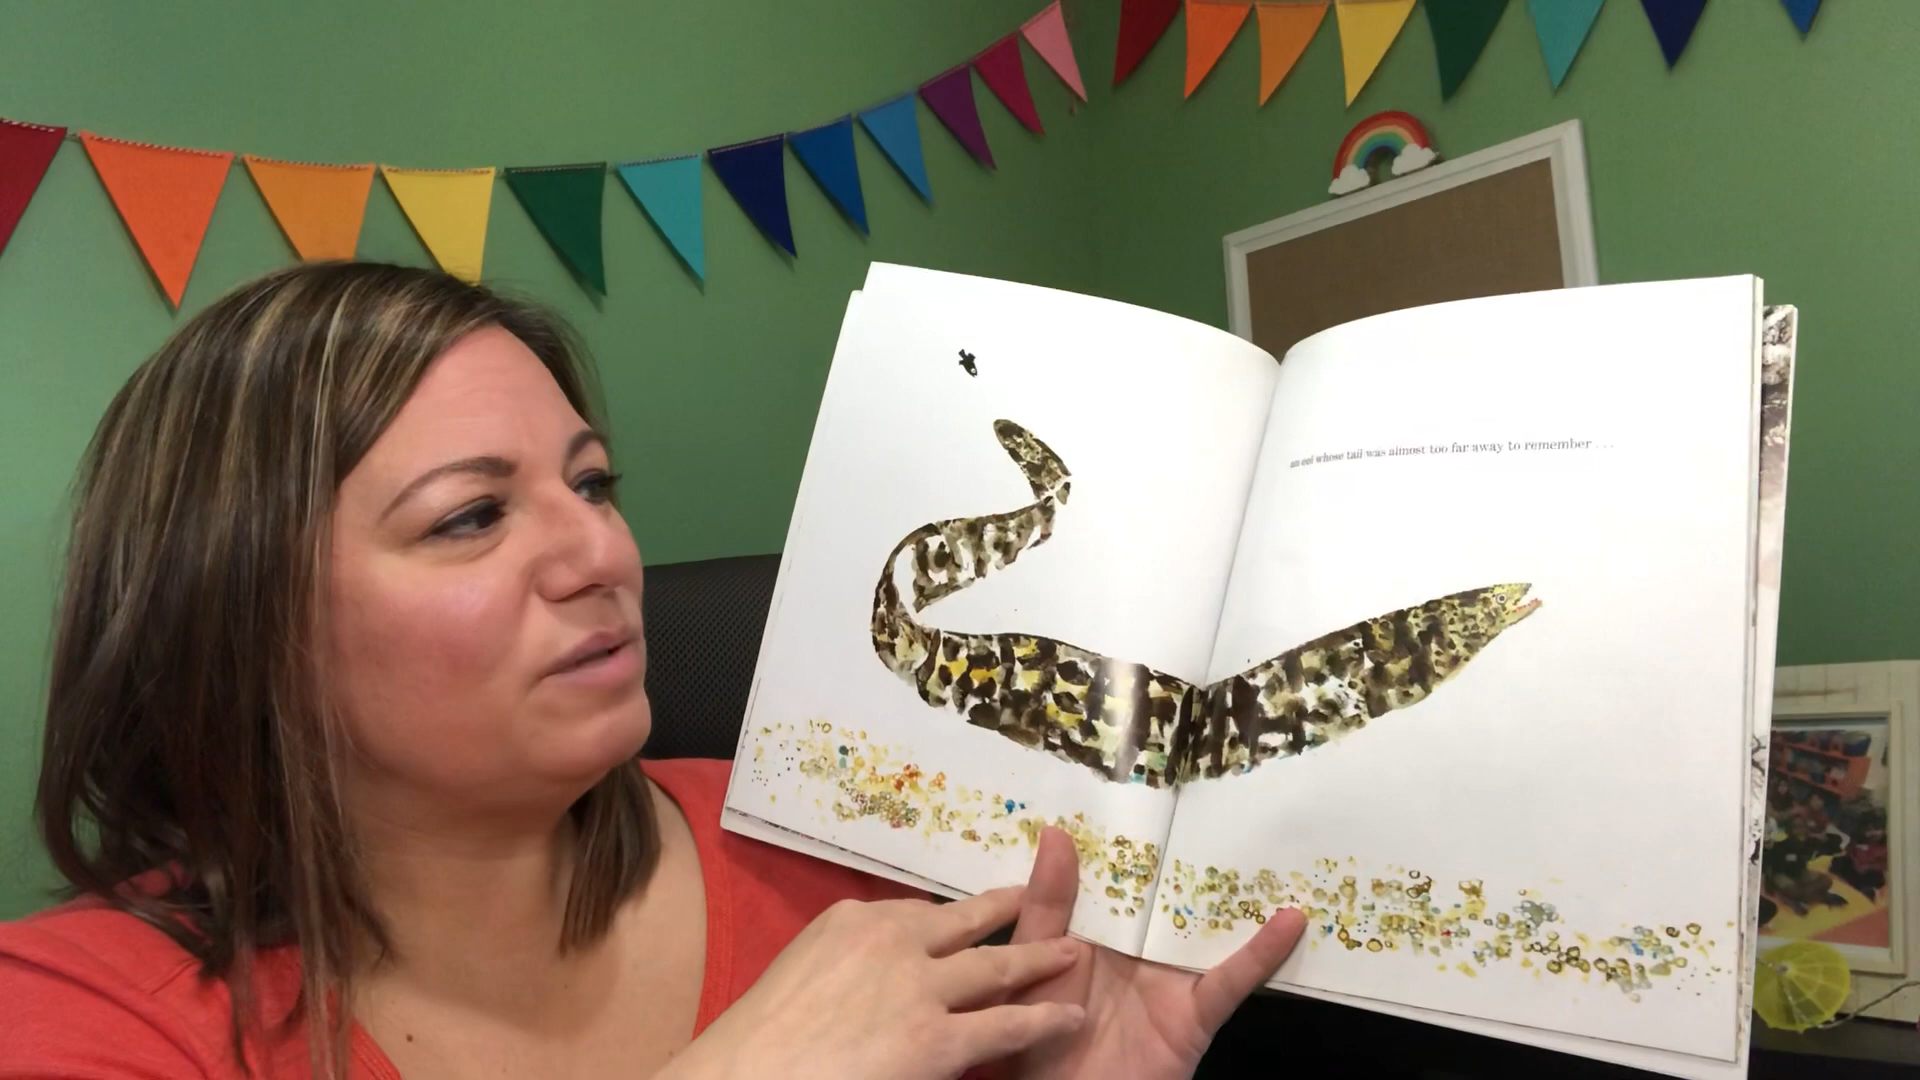 an eel whose tail was almost too far away to remember . . .